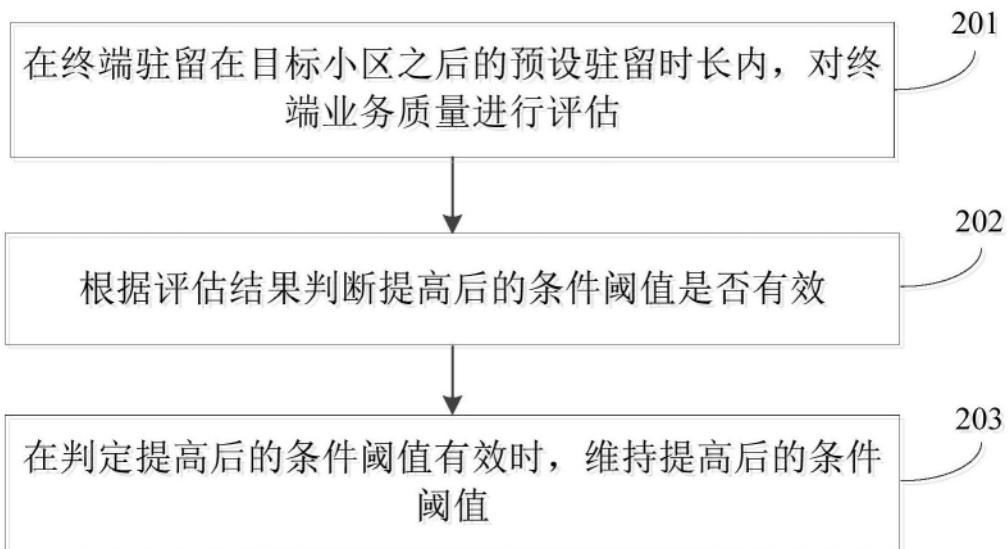 201
在终端驻留在目标小区之后的预设驻留时长内，对终
端业务质量进行评估
202
根据评估结果判断提高后的条件阈值是否有效
203
在判定提高后的条件阈值有效时，维持提高后的条件
阈值